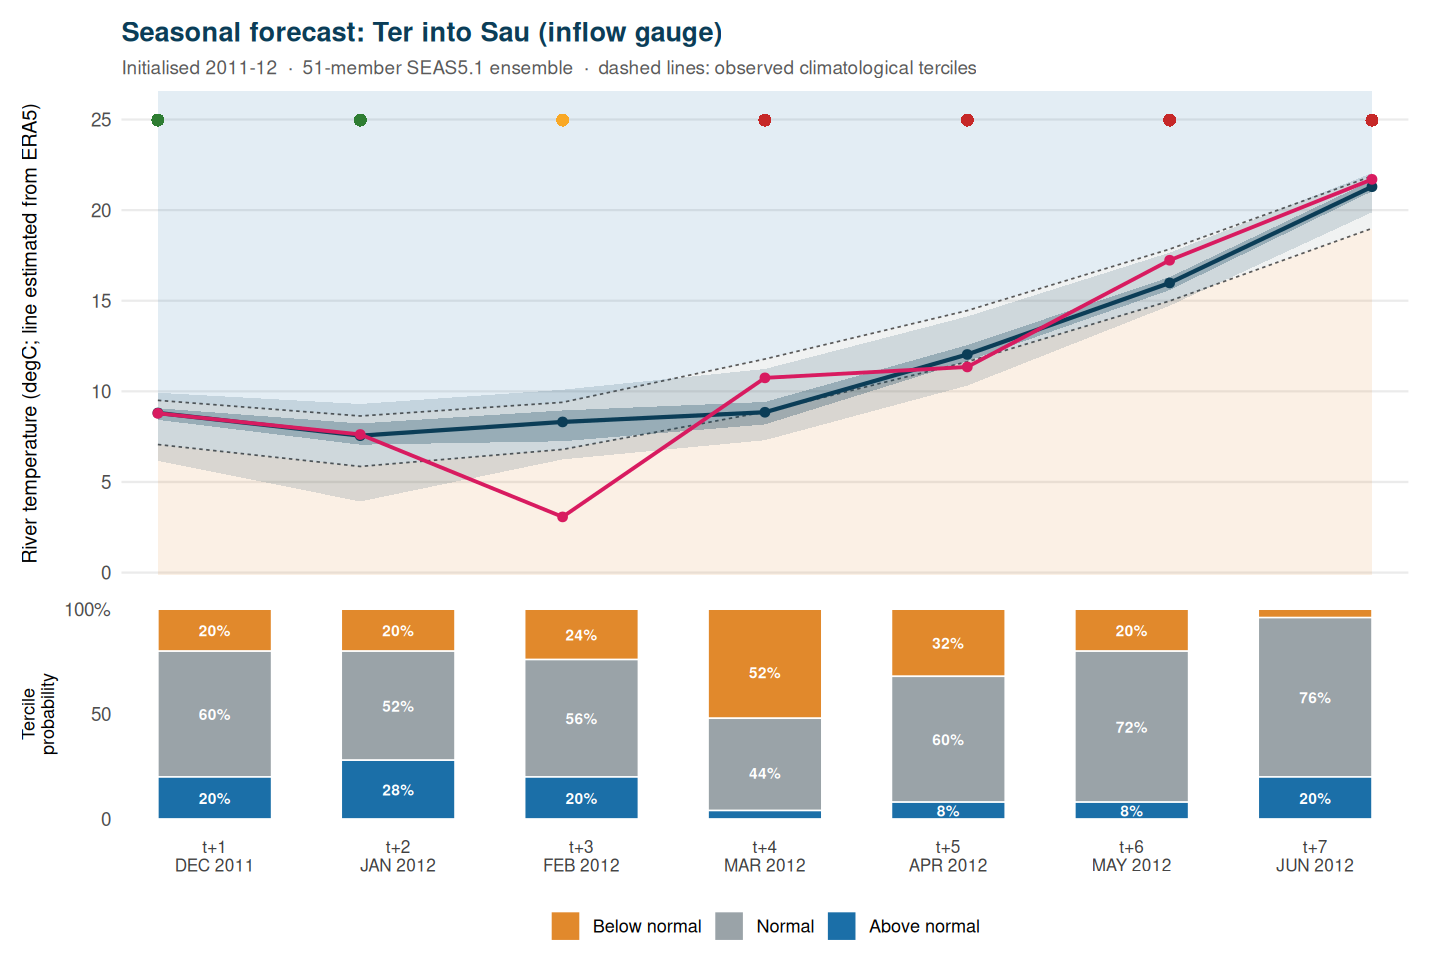 Seasonal forecast: Ter into Sau (inflow gauge)
Initialised 2011-12 · 51-member SEAS5.1 ensemble · dashed lines: observed climatological terciles
River temperature (degC; line estimated from ERA5)
25
20
15
10
5
0
Tercile
probability
100%
50
0
20%
20%
24%
52%
32%
20%
60%
52%
56%
44%
60%
72%
76%
20%
28%
20%
8%
8%
20%
t+1
DEC 2011
t+2
JAN 2012
t+3
FEB 2012
t+4
MAR 2012
t+5
APR 2012
t+6
MAY 2012
t+7
JUN 2012
Below normal
Normal
Above normal